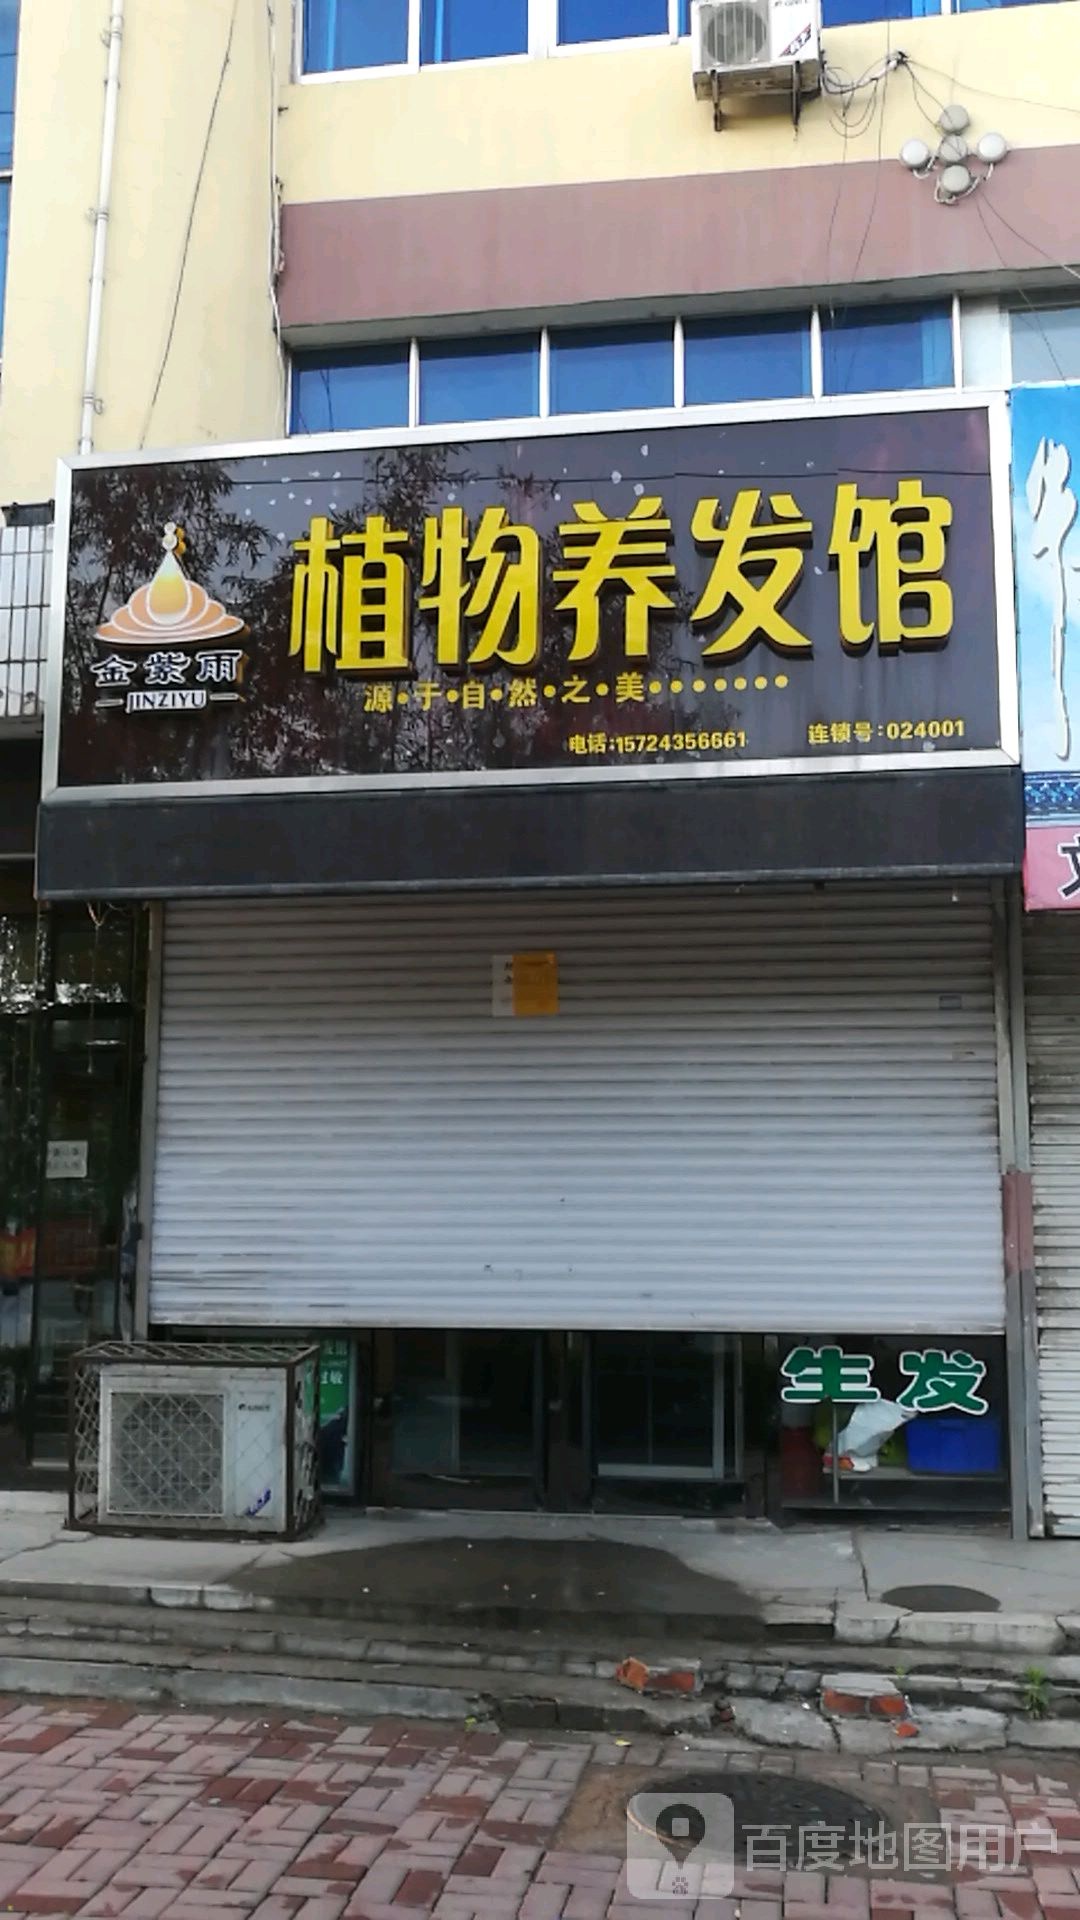 植物养发馆
金紫雨
JINZIYU
源·于·自·然·之·美········
电话:15724356661
连锁号:024001
生发
百度地图用户